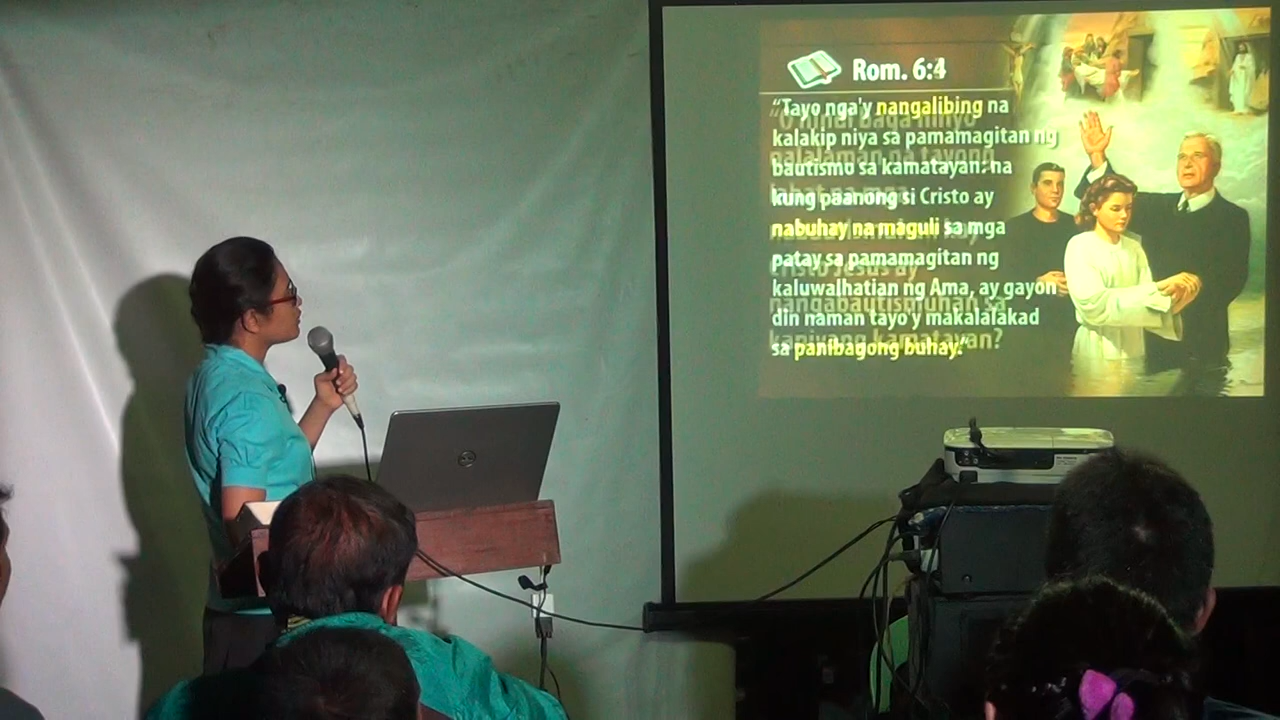 Rom. 6:4
“Tayo nga'y nangalibing na
kalakip niya sa pamamagitan ng
bautismo sa kamatayan: na
kung paanong si Cristo ay
nabuhay na maguli sa mga
patay sa pamamagitan ng
kaluwalhatian ng Ama, ay gayon
din naman tayo'y makalalakad
sa panibagong buhay.”